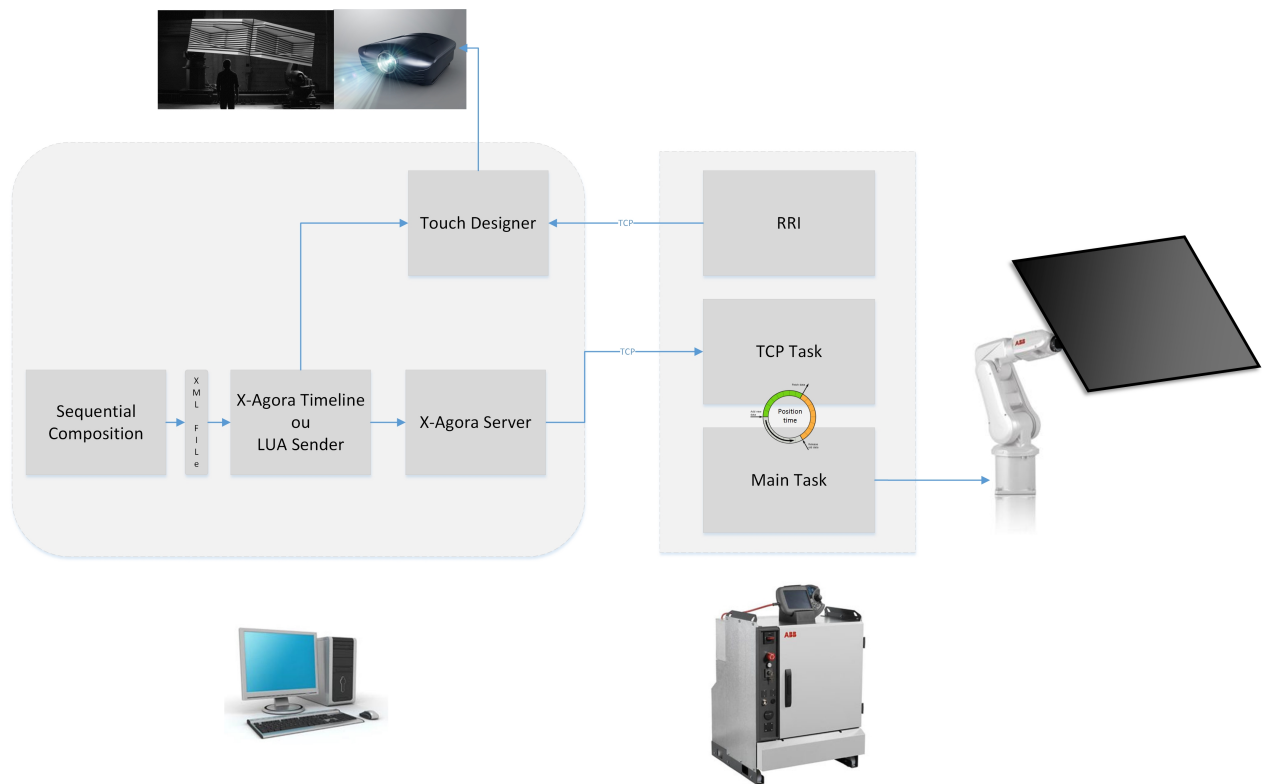 Touch Designer
TCP
RRI
TCP
TCP Task
Sequential
Composition
X
M
L
F
I
L
e
X-Agora Timeline
ou
LUA Sender
X-Agora Server
Position
time
Main Task
ABB
ABB